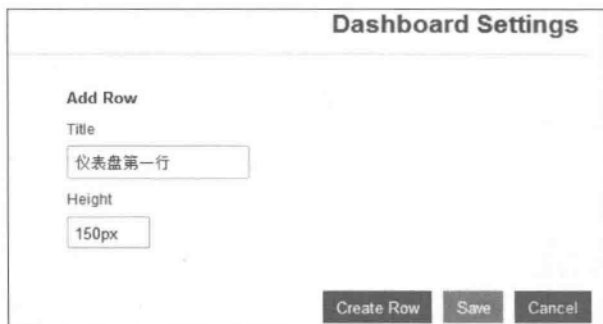 Dashboard Settings
Add Row
Title
仪表盘第一行
Height
150px
Create Row Save Cancel